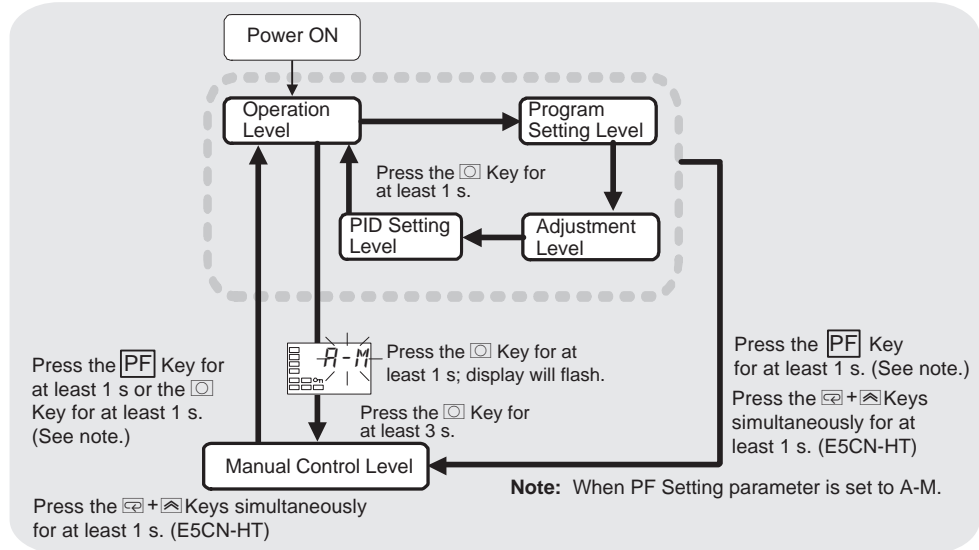 Power ON
Operation
Level
Program
Setting Level
Press the Key for
at least 1 s.
PID Setting
Level
Adjustment
Level
A-M
Press the Key for at
least 1 s; display will flash.
Press the PF Key for
at least 1 s or the
Key for at least 1 s.
(See note.)
Press the PF Key
for at least 1 s. (See note.)
Press the + Keys
simultaneously for at
least 1 s. (E5CN-HT)
Press the Key for
at least 3 s.
Manual Control Level
Note: When PF Setting parameter is set to A-M.
Press the + Keys simultaneously
for at least 1 s. (E5CN-HT)